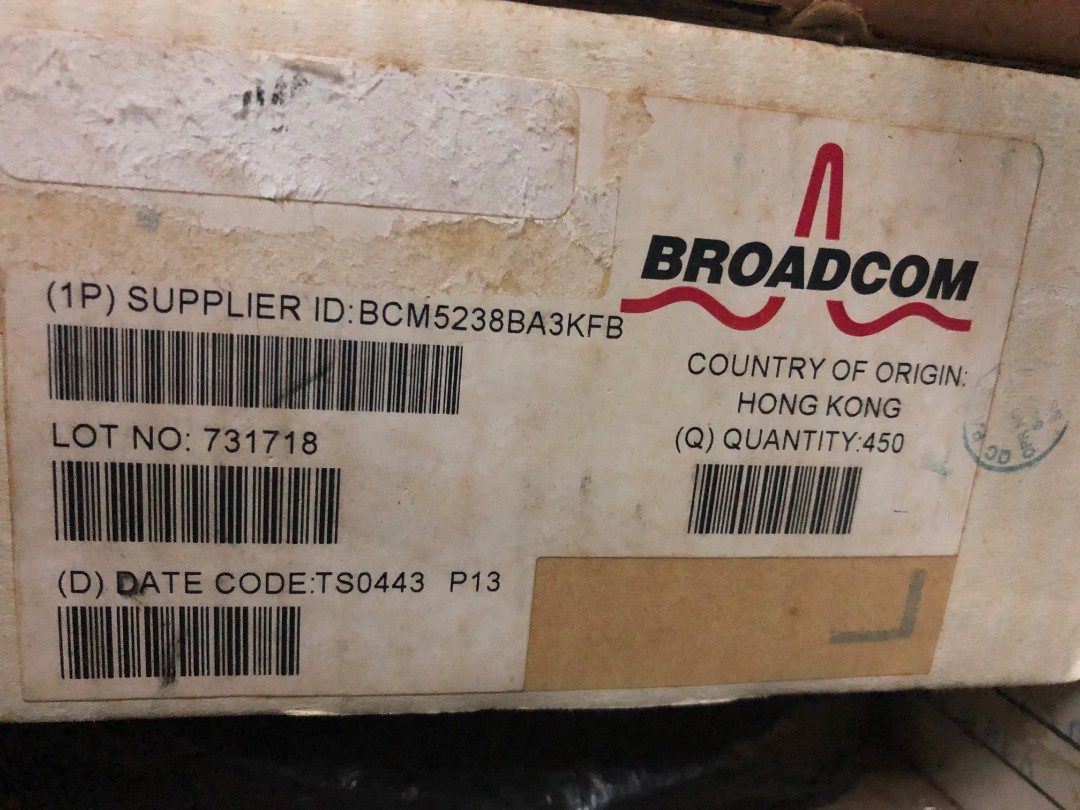 BROADCOM
(1P) SUPPLIER ID:BCM5238BA3KFB
COUNTRY OF ORIGIN:
HONG KONG
LOT NO: 731718
(Q) QUANTITY:450
(D) DATE CODE:TS0443 P13
QC